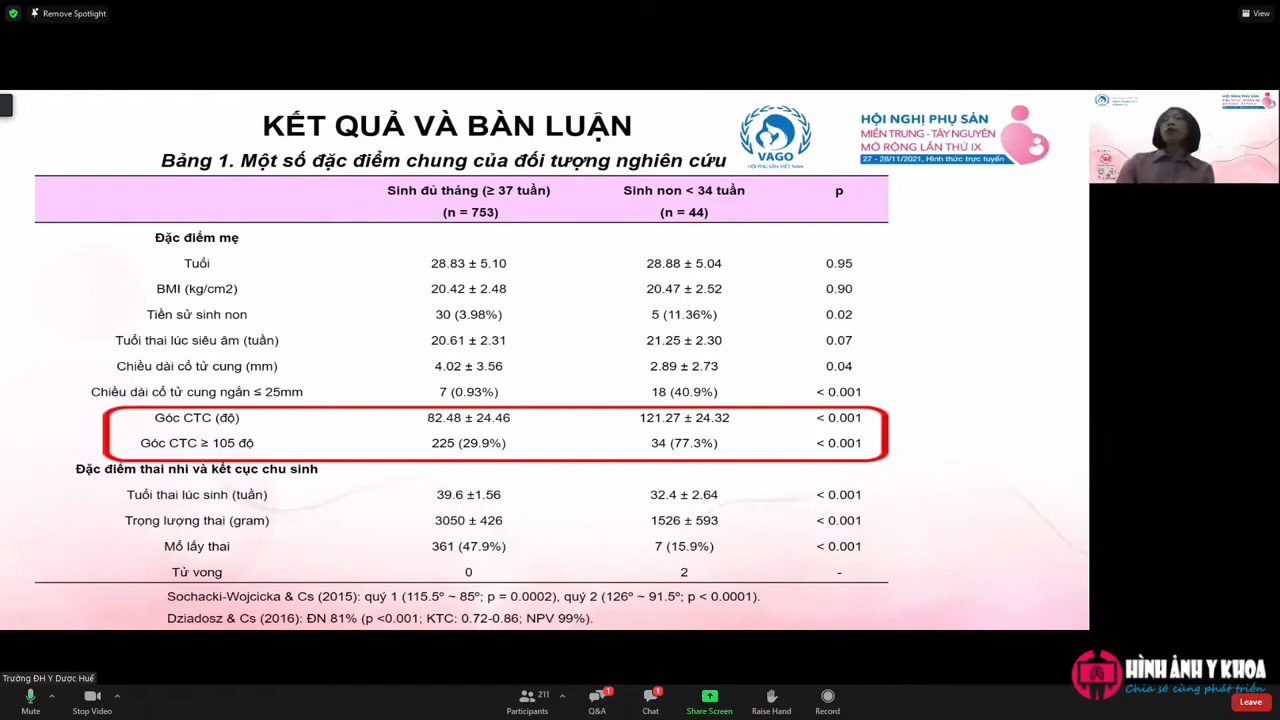 Remove Spotlight
View
KẾT QUẢ VÀ BÀN LUẬN
VAGO
HỘI PHỤ SẢN VIỆT NAM
HỘI NGHỊ PHỤ SẢN
MIỀN TRUNG - TÂY NGUYÊN
MỞ RỘNG LẦN THỨ IX
27 - 28/11/2021, Hình thức trực tuyến
Bảng 1. Một số đặc điểm chung của đối tượng nghiên cứu
Sinh đủ tháng (≥ 37 tuần) Sinh non < 34 tuần p
(n = 753) (n = 44)
Đặc điểm mẹ
Tuổi 28.83 ± 5.10 28.88 ± 5.04 0.95
BMI (kg/cm2) 20.42 ± 2.48 20.47 ± 2.52 0.90
Tiền sử sinh non 30 (3.98%) 5 (11.36%) 0.02
Tuổi thai lúc siêu âm (tuần) 20.61 ± 2.31 21.25 ± 2.30 0.07
Chiều dài cổ tử cung (mm) 4.02 ± 3.56 2.89 ± 2.73 0.04
Chiều dài cổ tử cung ngắn ≤ 25mm 7 (0.93%) 18 (40.9%) < 0.001
Góc CTC (độ) 82.48 ± 24.46 121.27 ± 24.32 < 0.001
Góc CTC ≥ 105 độ 225 (29.9%) 34 (77.3%) < 0.001
Đặc điểm thai nhi và kết cục chu sinh
Tuổi thai lúc sinh (tuần) 39.6 ±1.56 32.4 ± 2.64 < 0.001
Trọng lượng thai (gram) 3050 ± 426 1526 ± 593 < 0.001
Mổ lấy thai 361 (47.9%) 7 (15.9%) < 0.001
Tử vong 0 2 -
Sochacki-Wojcicka & Cs (2015): quý 1 (115.5º ~ 85º; p = 0.0002), quý 2 (126º ~ 91.5º; p < 0.0001).
Dziadosz & Cs (2016): ĐN 81% (p <0.001; KTC: 0.72-0.86; NPV 99%).
Trường ĐH Y Dược Huế
HÌNH ẢNH Y KHOA
Chia sẻ cùng phát triển
211 1 1
Mute Stop Video Participants Q&A Chat Share Screen Raise Hand Record Leave